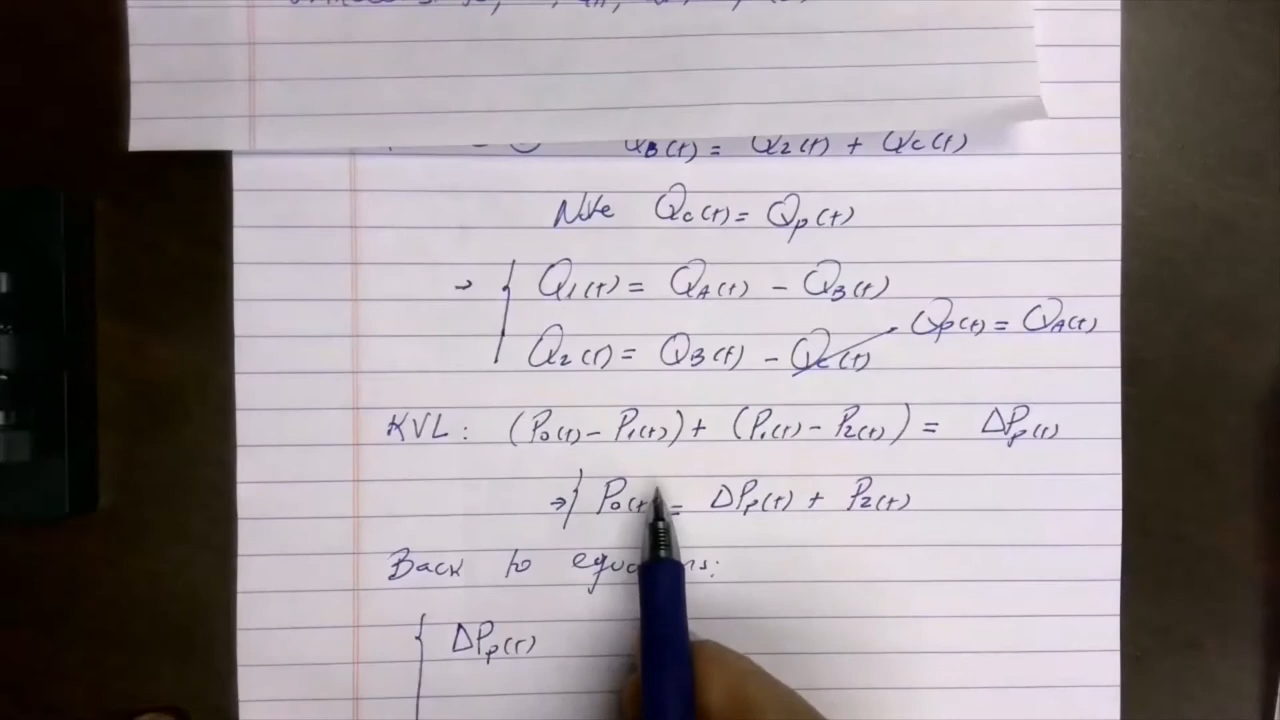 Q_B(t) = Q_2(t) + Q_C(t)
Note Q_C(t) = Q_p(t)
→ { Q_1(t) = Q_A(t) - Q_B(t)
Q_p(t) = Q_A(t)
Q_2(t) = Q_B(t) - Q_C(t)
KVL: (P_0(t) - P_1(t)) + (P_1(t) - P_2(t)) = ΔP_p(t)
→ { P_0(t) = ΔP_p(t) + P_2(t)
Back to equations:
{ ΔP_p(t)